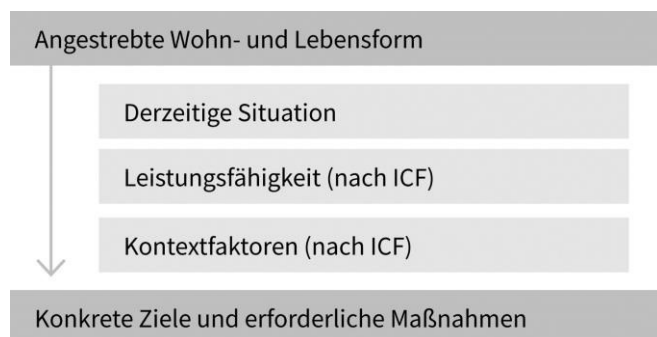 Angestrebte Wohn- und Lebensform
Derzeitige Situation
Leistungsfähigkeit (nach ICF)
Kontextfaktoren (nach ICF)
Konkrete Ziele und erforderliche Maßnahmen